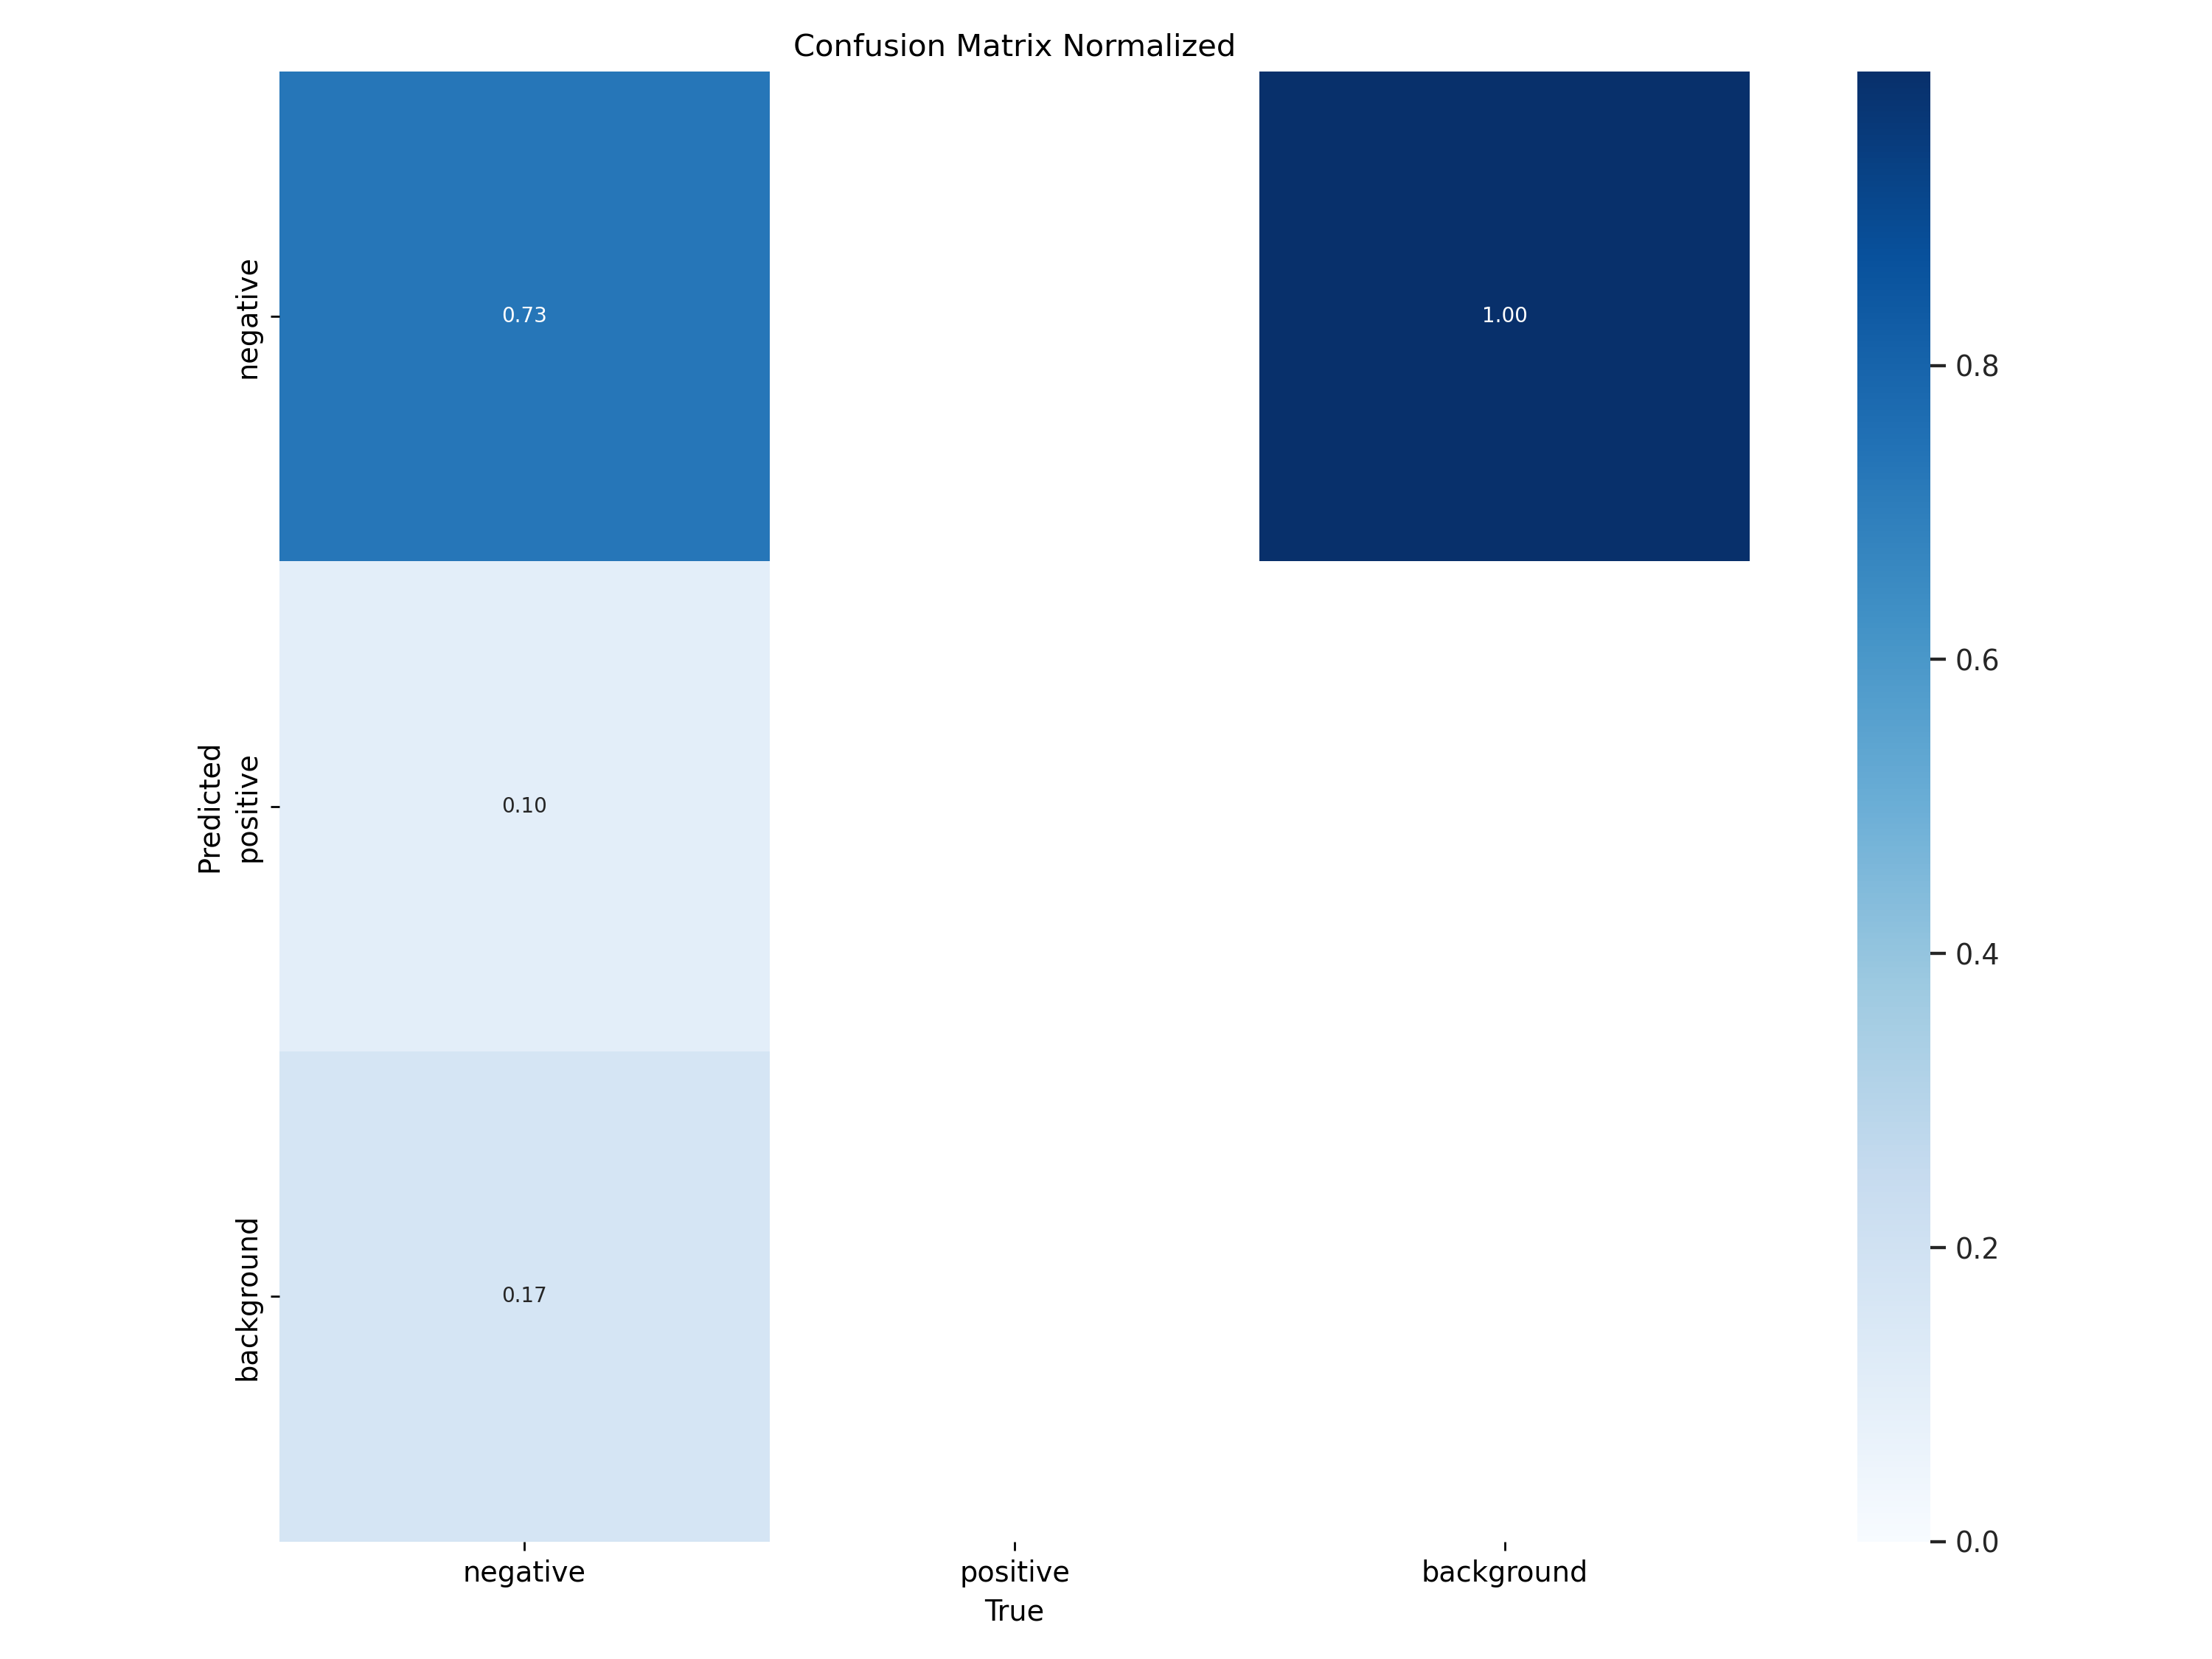 Confusion Matrix Normalized
negative
0.73
1.00
0.8
0.6
Predicted
positive
0.10
0.4
background
0.17
0.2
0.0
negative
positive
background
True